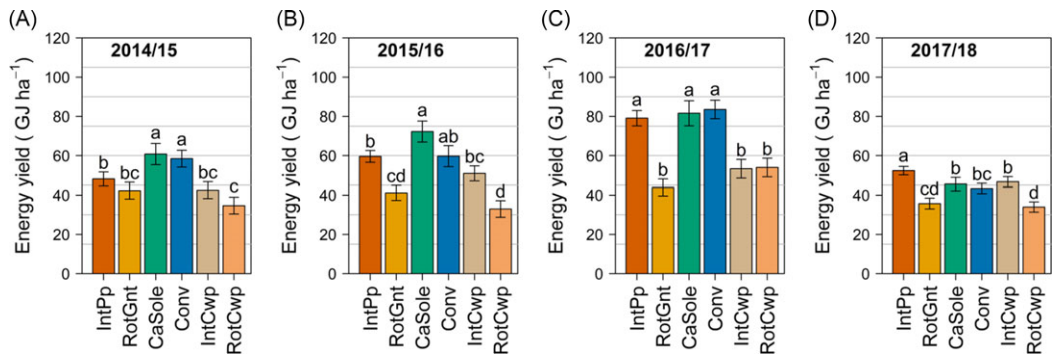 (A)
2014/15
Energy yield ( GJ ha⁻¹)
120
100
80
60
40
20
0
b
bc
a
a
bc
c
IntPp
RotGnt
CaSole
Conv
IntCwp
RotCwp
(B)
2015/16
Energy yield ( GJ ha⁻¹)
120
100
80
60
40
20
0
b
cd
a
ab
bc
d
IntPp
RotGnt
CaSole
Conv
IntCwp
RotCwp
(C)
2016/17
Energy yield ( GJ ha⁻¹)
120
100
80
60
40
20
0
a
b
a
a
b
b
IntPp
RotGnt
CaSole
Conv
IntCwp
RotCwp
(D)
2017/18
Energy yield ( GJ ha⁻¹)
120
100
80
60
40
20
0
a
cd
b
bc
b
d
IntPp
RotGnt
CaSole
Conv
IntCwp
RotCwp